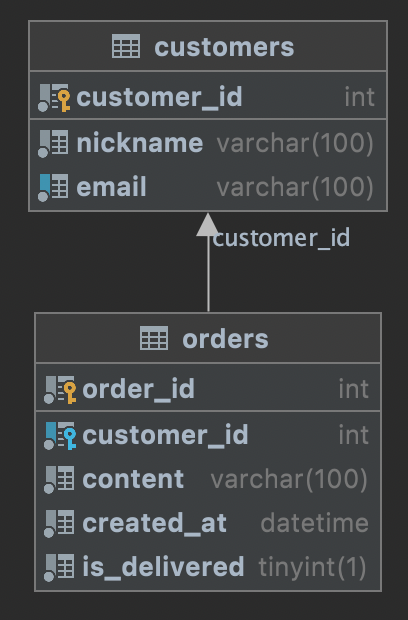 customers
customer_id int
nickname varchar(100)
email varchar(100)
customer_id
orders
order_id int
customer_id int
content varchar(100)
created_at datetime
is_delivered tinyint(1)